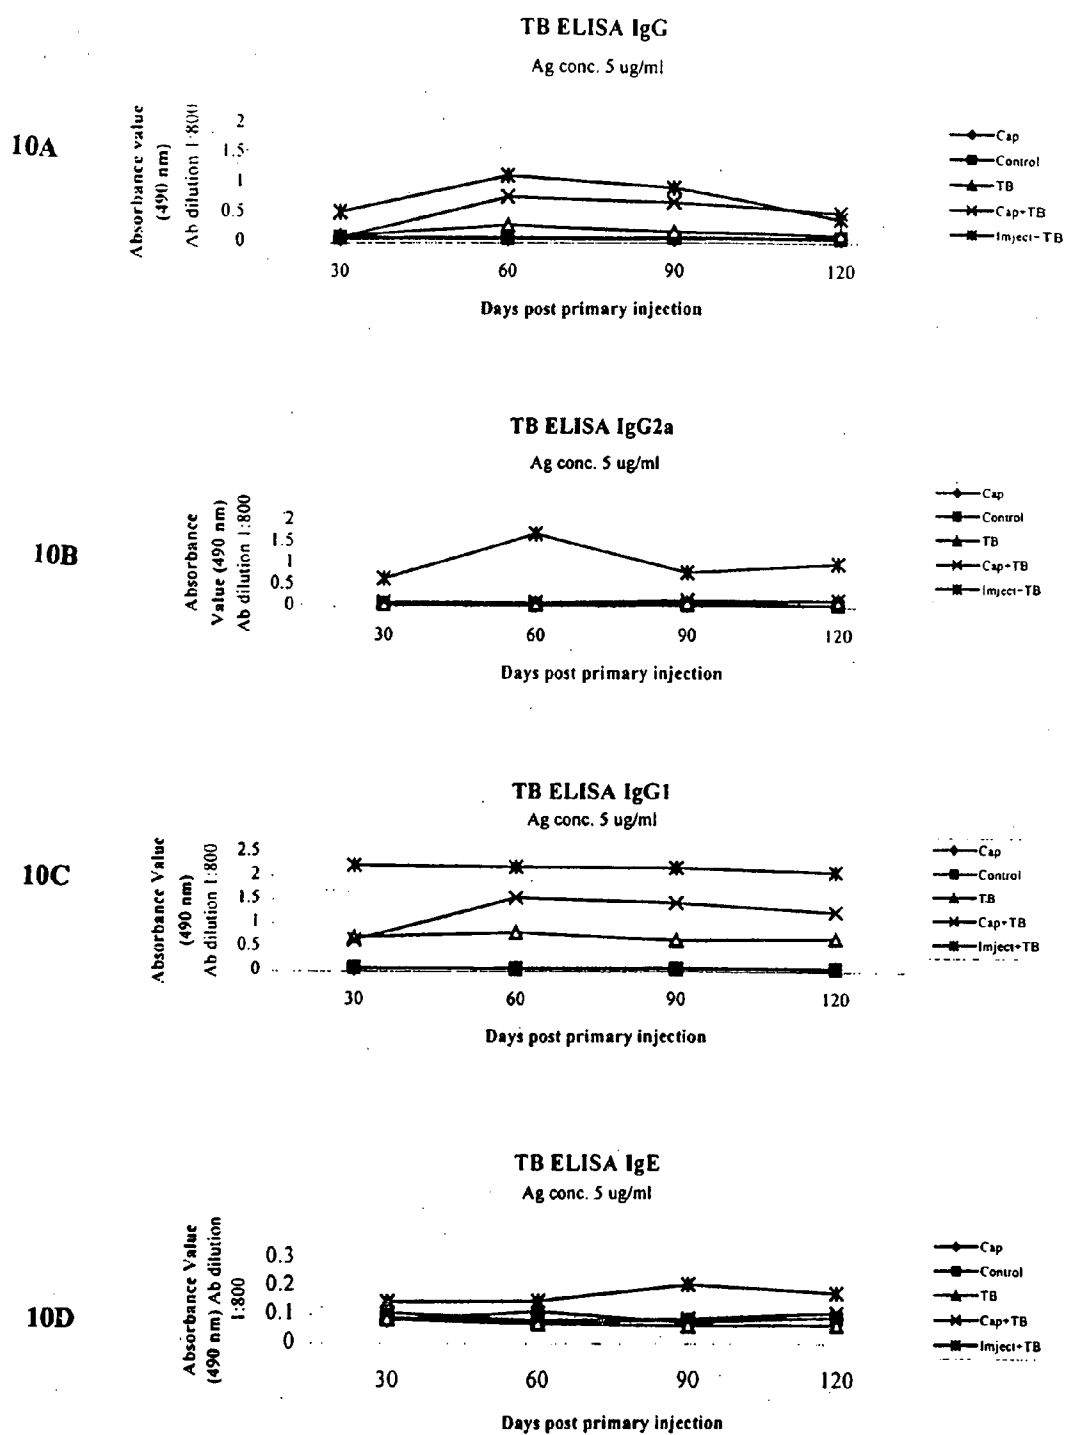 TB ELISA IgG
Ag conc. 5 ug/ml
10A
Absorbance value
(490 nm)
Ab dilution 1:800
2
1.5
1
0.5
0
30 60 90 120
Days post primary injection
Cap
Control
TB
Cap+TB
Imject-TB
TB ELISA IgG2a
Ag conc. 5 ug/ml
10B
Absorbance
Value (490 nm)
Ab dilution 1:800
2
1.5
1
0.5
0
30 60 90 120
Days post primary injection
Cap
Control
TB
Cap+TB
Imject-TB
TB ELISA IgG1
Ag conc. 5 ug/ml
10C
Absorbance Value
(490 nm)
Ab dilution 1:800
2.5
2
1.5
1
0.5
0
30 60 90 120
Days post primary injection
Cap
Control
TB
Cap+TB
Imject+TB
TB ELISA IgE
Ag conc. 5 ug/ml
10D
Absorbance Value
(490 nm) Ab dilution
1:800
0.3
0.2
0.1
0
30 60 90 120
Days post primary injection
Cap
Control
TB
Cap+TB
Imject+TB